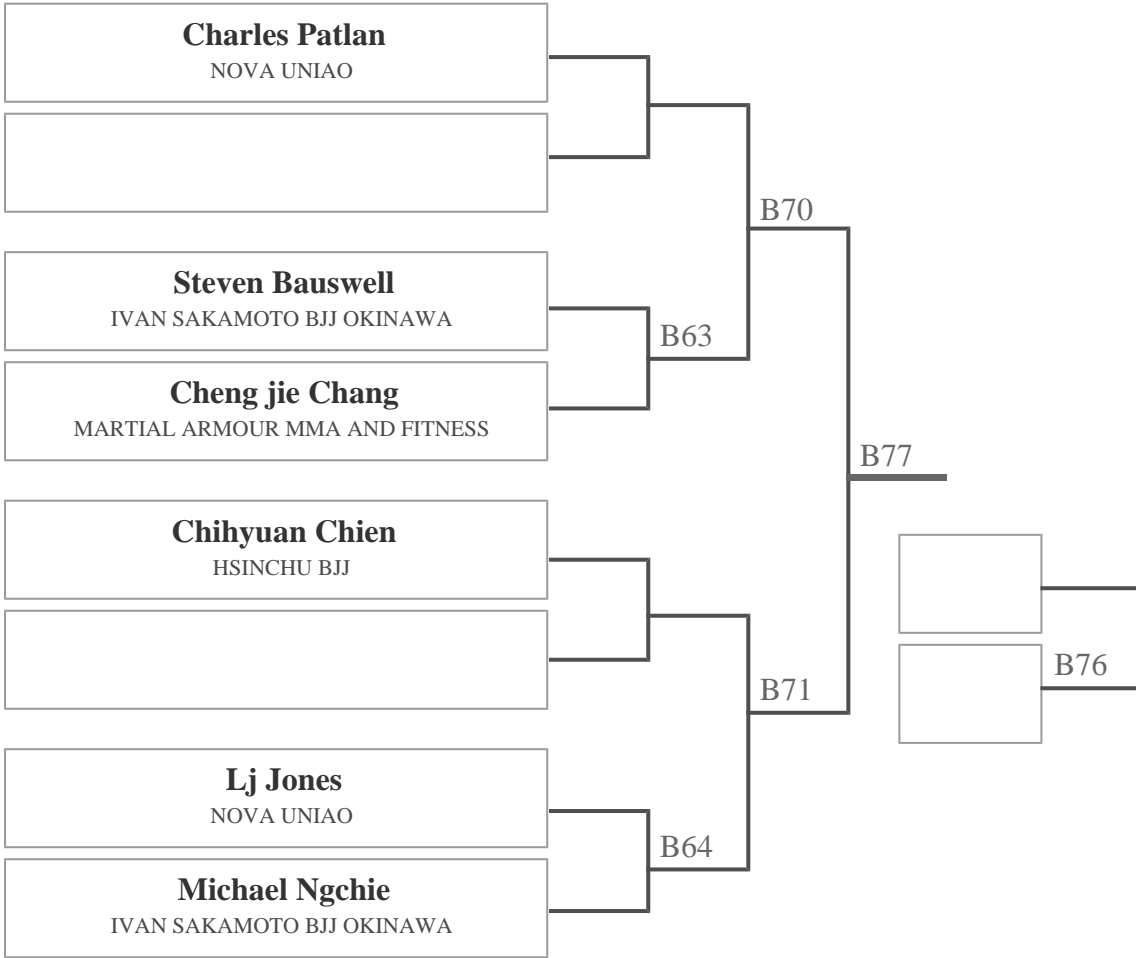 Charles Patlan
NOVA UNIAO
B70
Steven Bauswell
IVAN SAKAMOTO BJJ OKINAWA
B63
Cheng jie Chang
MARTIAL ARMOUR MMA AND FITNESS
B77
Chihyuan Chien
HSINCHU BJJ
B76
B71
Lj Jones
NOVA UNIAO
B64
Michael Ngchie
IVAN SAKAMOTO BJJ OKINAWA